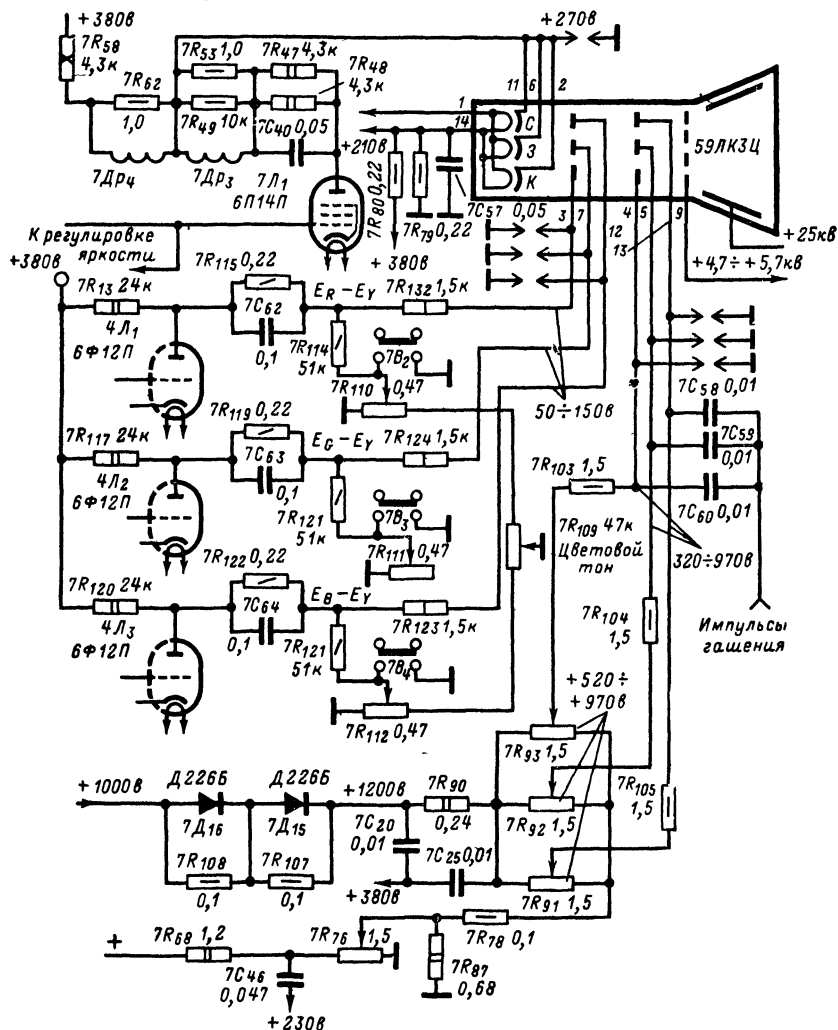 +380в
7R58
4,3к
7R62
1,0
7R53 1,0
7R49 10к
7R47 4,3к
7R48
4,3к
7C40 0,05
7Др4
7Др3
7Л1
6П14П
+210в
+270в
11 6 2
1
14
С
З
К
59ЛК3Ц
7R80 0,22
7R79 0,22
7C57 0,05
3 7
12
13
4 5 9
+25кв
+4,7÷+5,7кв
+380в
К регулировке
яркости
+380в
7R13 24к
4Л1
6Ф12П
7R115 0,22
7C62
0,1
ER-EY
7R132 1,5к
7R114
51к
7В2
7R110
0,47
50÷150в
7C58 0,01
7C59
0,01
7C60 0,01
7R117 24к
4Л2
6Ф12П
7R119 0,22
7C63
0,1
EG-EY
7R124 1,5к
7R121
51к
7В3
7R111
0,47
7R103 1,5
7R109 47к
Цветовой
тон
320÷970в
7R120 24к
4Л3
6Ф12П
7R122 0,22
7C64
0,1
EB-EY
7R123 1,5к
7R121
51к
7В4
7R112
0,47
7R104
1,5
Импульсы
гашения
+520÷
+970в
7R93 1,5
7R92 1,5
7R91 1,5
7R105
1,5
+1000в
Д226Б
7Д16
Д226Б
7Д15
+1200в
7R90
0,24
7C20
0,01
7C25 0,01
7R108
0,1
7R107
0,1
+380в
+
7R68 1,2
7R76
1,5
7R78 0,1
7C46
0,047
7R87
0,68
+230в